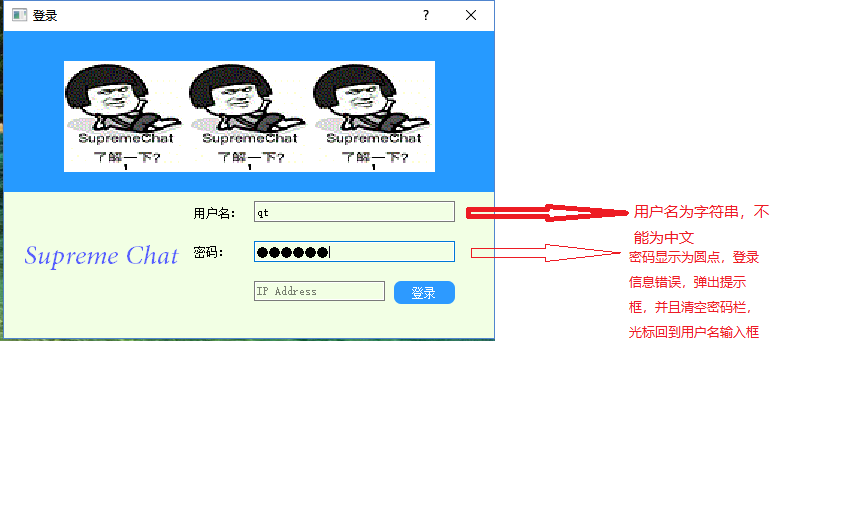 登录
?
SupremeChat SupremeChat SupremeChat
了解一下? 了解一下? 了解一下?
用户名: qt
用户名为字符串，不
能为中文
Supreme Chat
密码: ●●●●●●
密码显示为圆点，登录
信息错误，弹出提示
框，并且清空密码栏，
光标回到用户名输入框
IP Address
登录